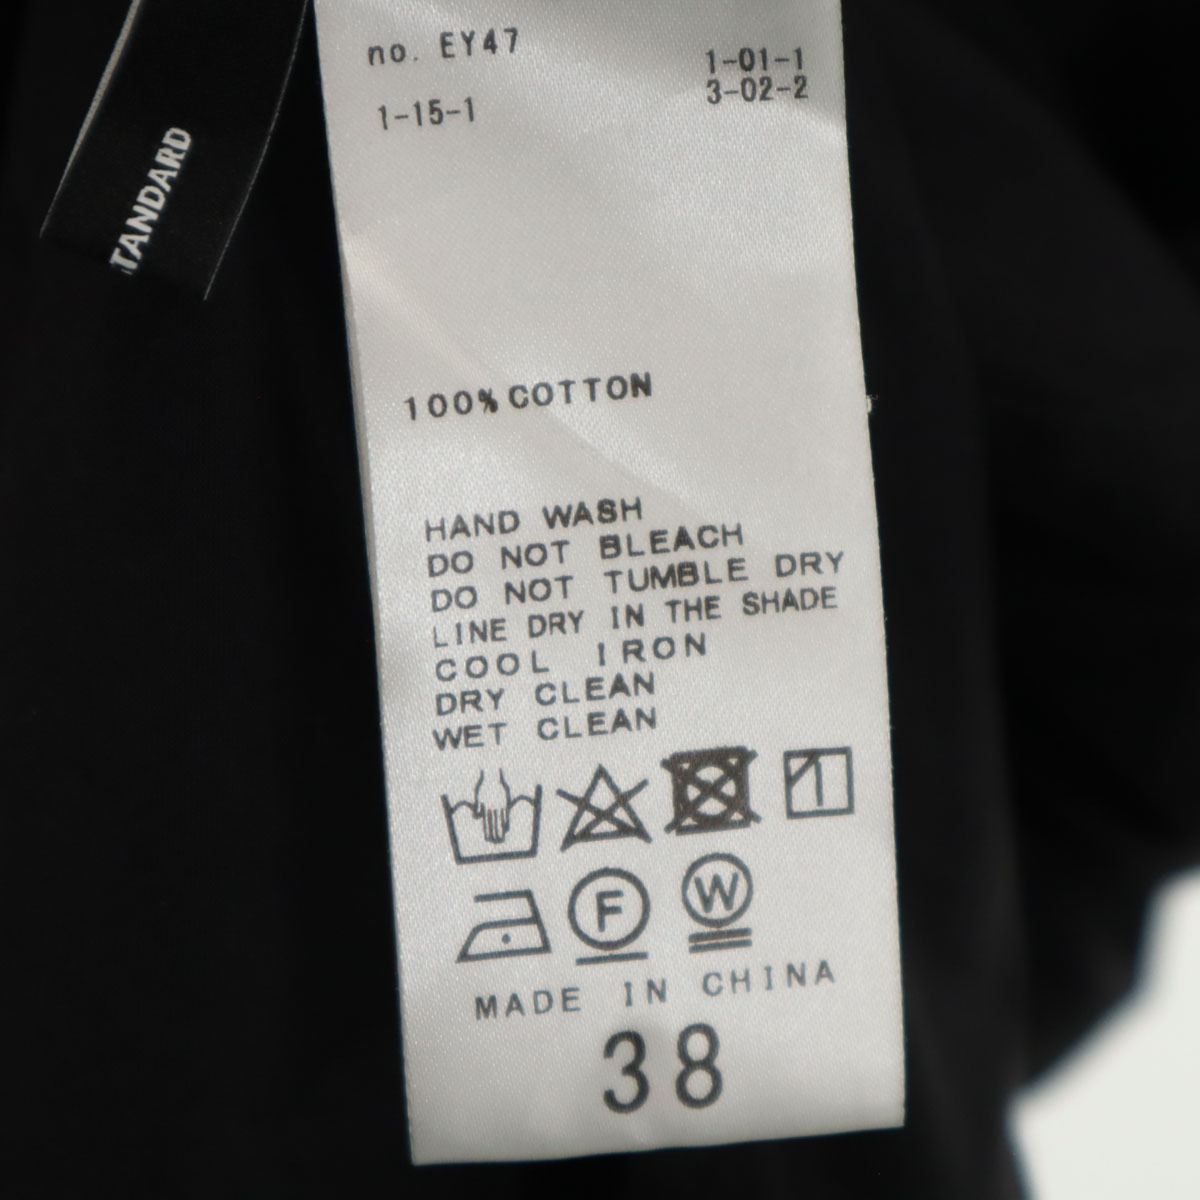 TANDARD
no. EY47
1-15-1
1-01-1
3-02-2
100% COTTON
HAND WASH
DO NOT BLEACH
DO NOT TUMBLE DRY
LINE DRY IN THE SHADE
COOL IRON
DRY CLEAN
WET CLEAN
F W
MADE IN CHINA
38